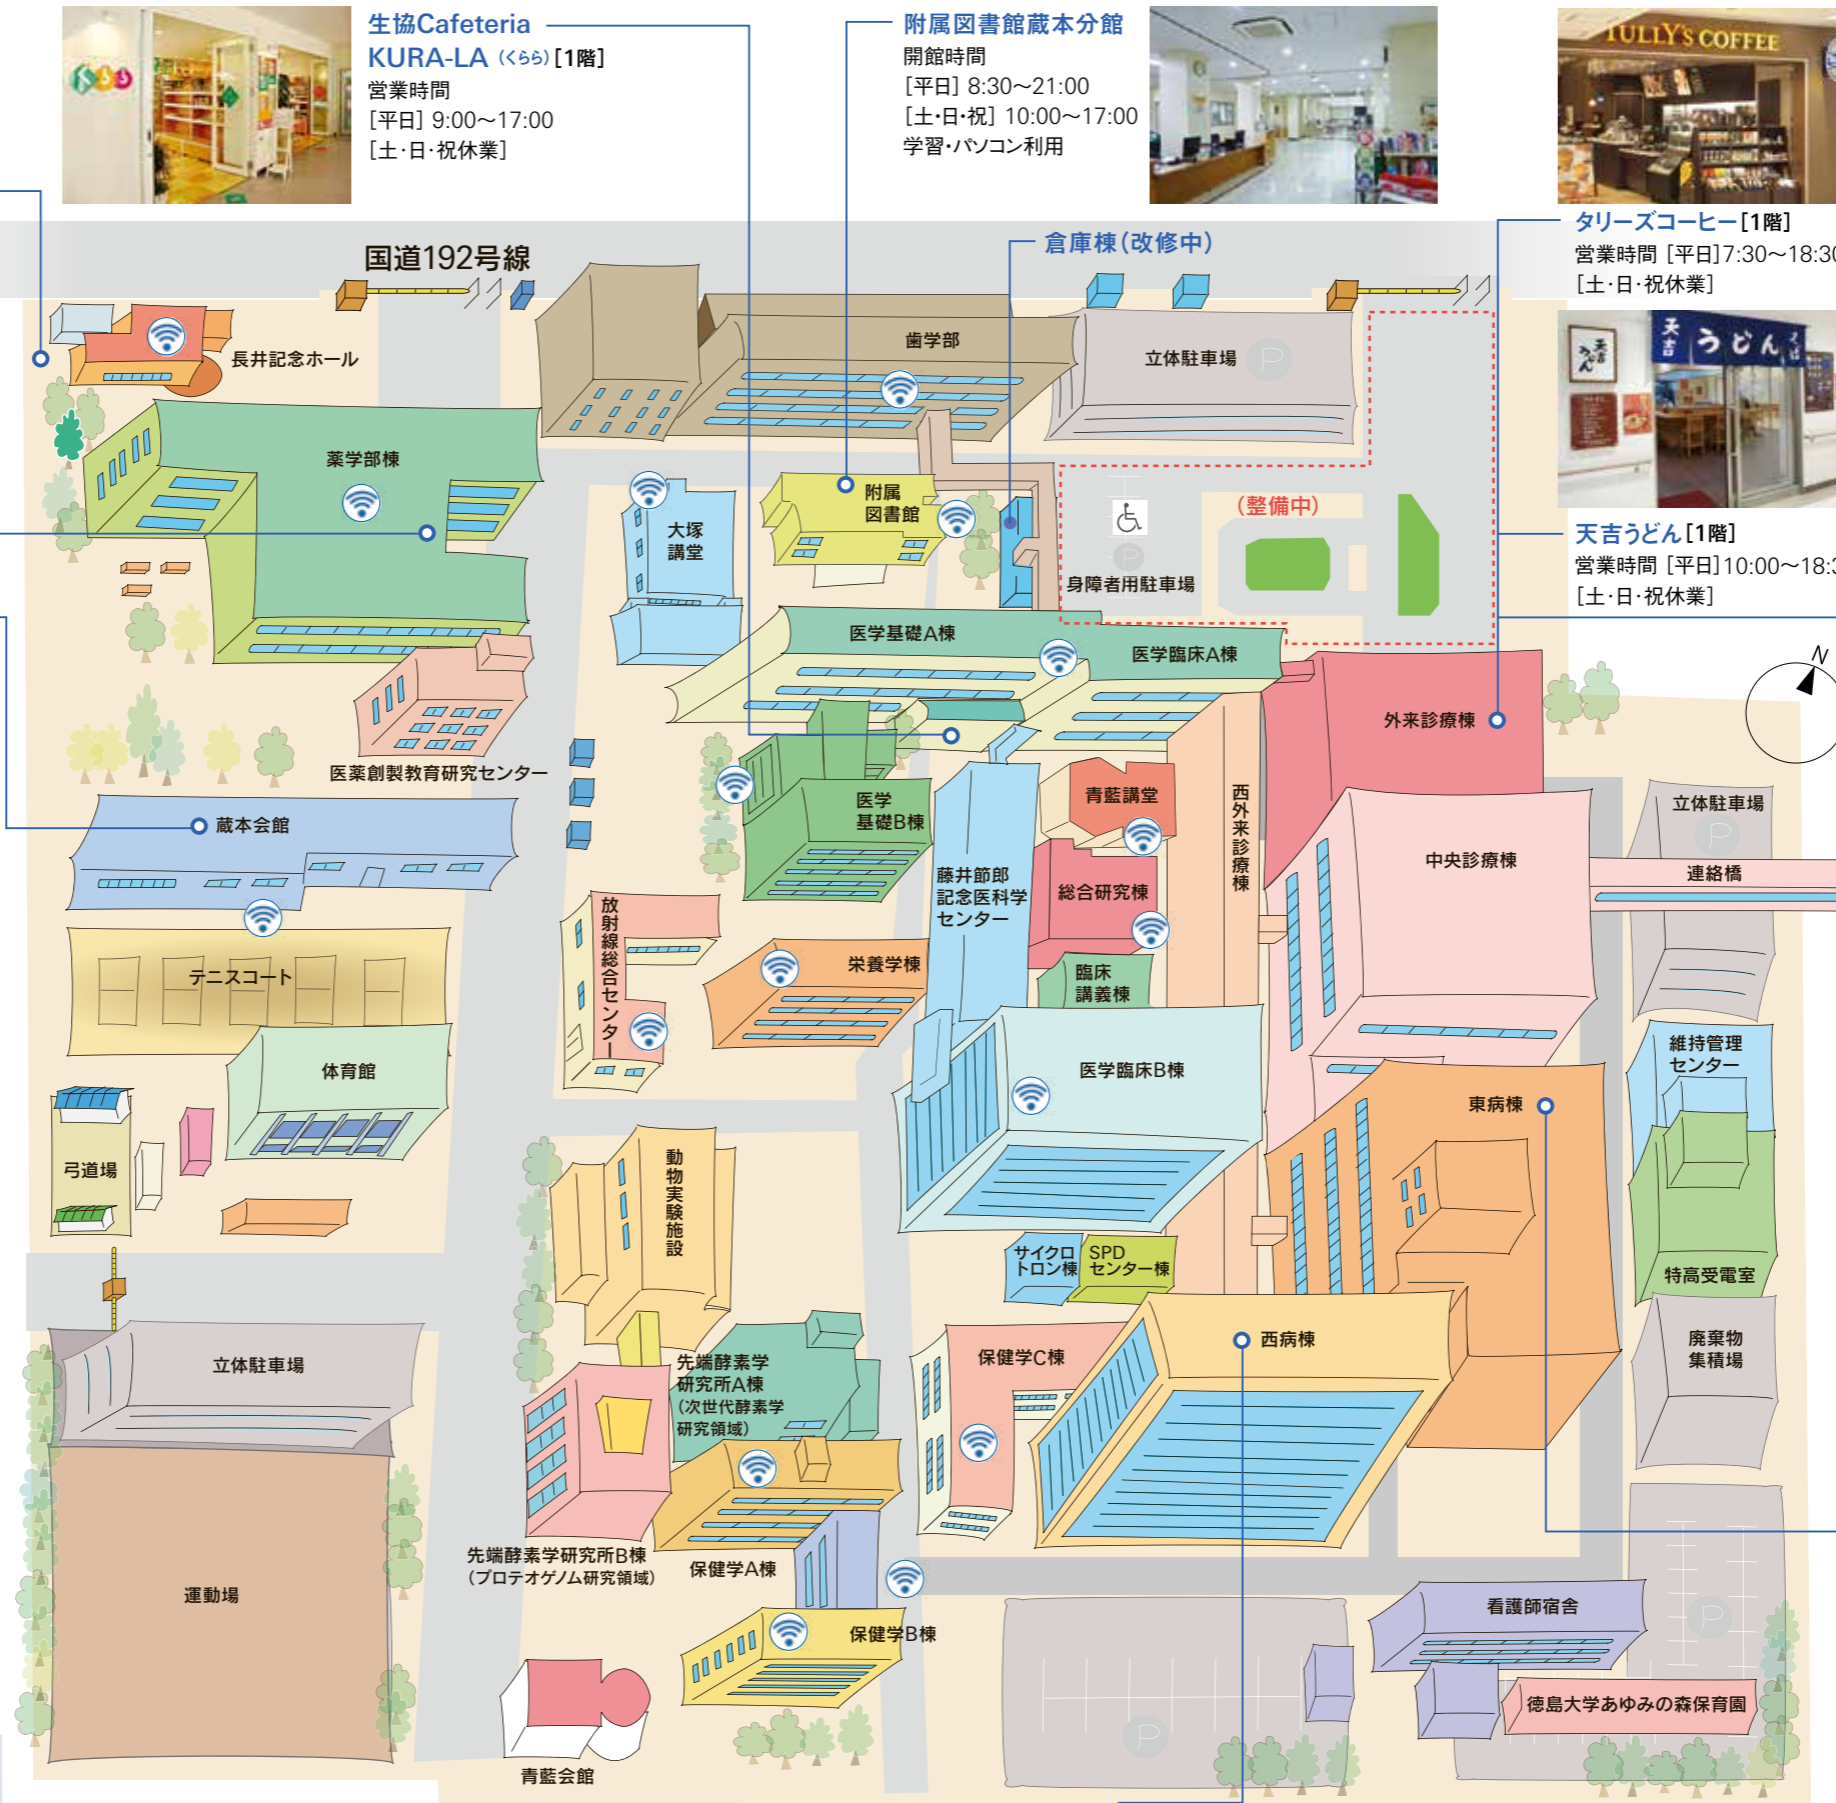 生協Cafeteria
KURA-LA（くらら）[1階]
営業時間
[平日] 9:00～17:00
[土・日・祝休業]
附属図書館蔵本分館
開館時間
[平日] 8:30～21:00
[土・日・祝] 10:00～17:00
学習・パソコン利用
TULLY'S COFFEE
タリーズコーヒー[1階]
営業時間 [平日]7:30～18:30
[土・日・祝休業]
天吉
うどん
天吉うどん[1階]
営業時間 [平日]10:00～18:3
[土・日・祝休業]
倉庫棟（改修中）
国道192号線
長井記念ホール
歯学部
立体駐車場
P
薬学部棟
大塚
講堂
附属
図書館
（整備中）
P
身障者用駐車場
医学基礎A棟
医学臨床A棟
N
外来診療棟
医薬創製教育研究センター
蔵本会館
医学
基礎B棟
青藍講堂
西外来診療棟
立体駐車場
P
中央診療棟
連絡橋
藤井節郎
記念医科学
センター
総合研究棟
放射線総合センター
栄養学棟
臨床
講義棟
テニスコート
体育館
医学臨床B棟
維持管理
センター
東病棟
弓道場
動物実験施設
サイクロ
トロン棟
SPD
センター棟
特高受電室
立体駐車場
先端酵素学
研究所A棟
（次世代酵素学
研究領域）
保健学C棟
西病棟
廃棄物
集積場
先端酵素学研究所B棟
（プロテオゲノム研究領域）
保健学A棟
運動場
保健学B棟
看護師宿舎
P
徳島大学あゆみの森保育園
P
青藍会館